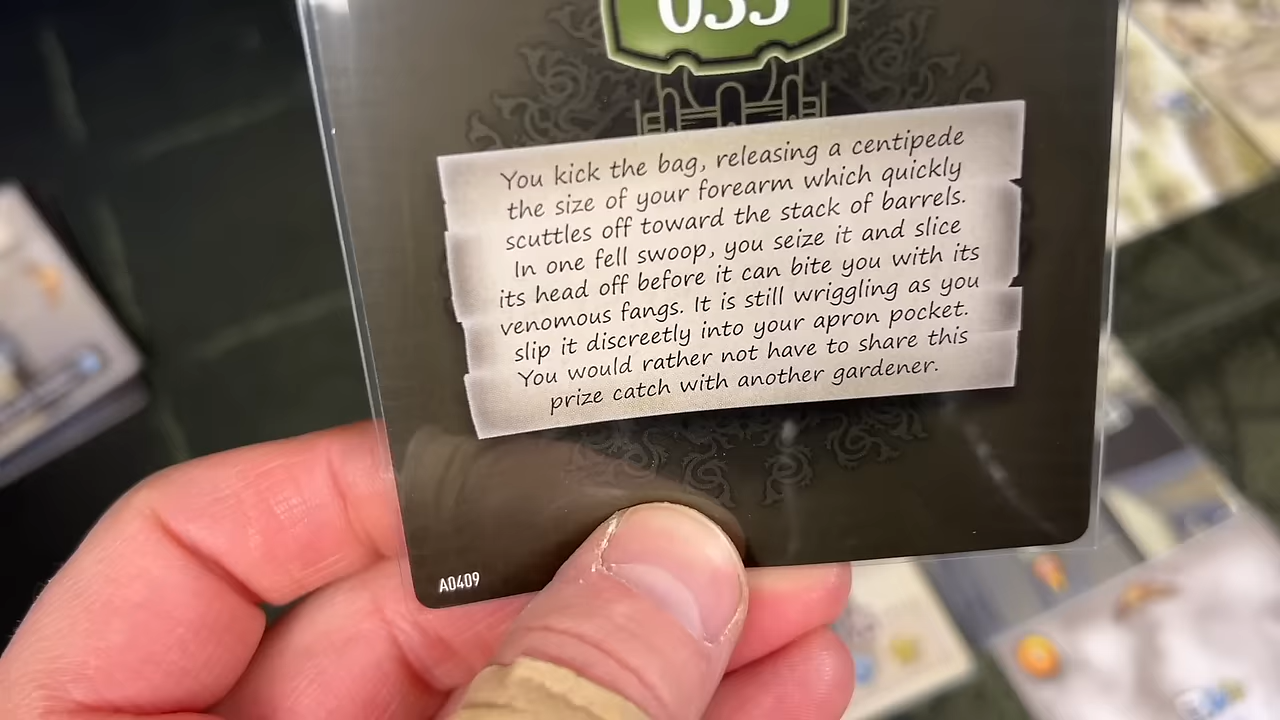 035
You kick the bag, releasing a centipede
the size of your forearm which quickly
scuttles off toward the stack of barrels.
In one fell swoop, you seize it and slice
its head off before it can bite you with its
venomous fangs. It is still wriggling as you
slip it discreetly into your apron pocket.
You would rather not have to share this
prize catch with another gardener.
A0409